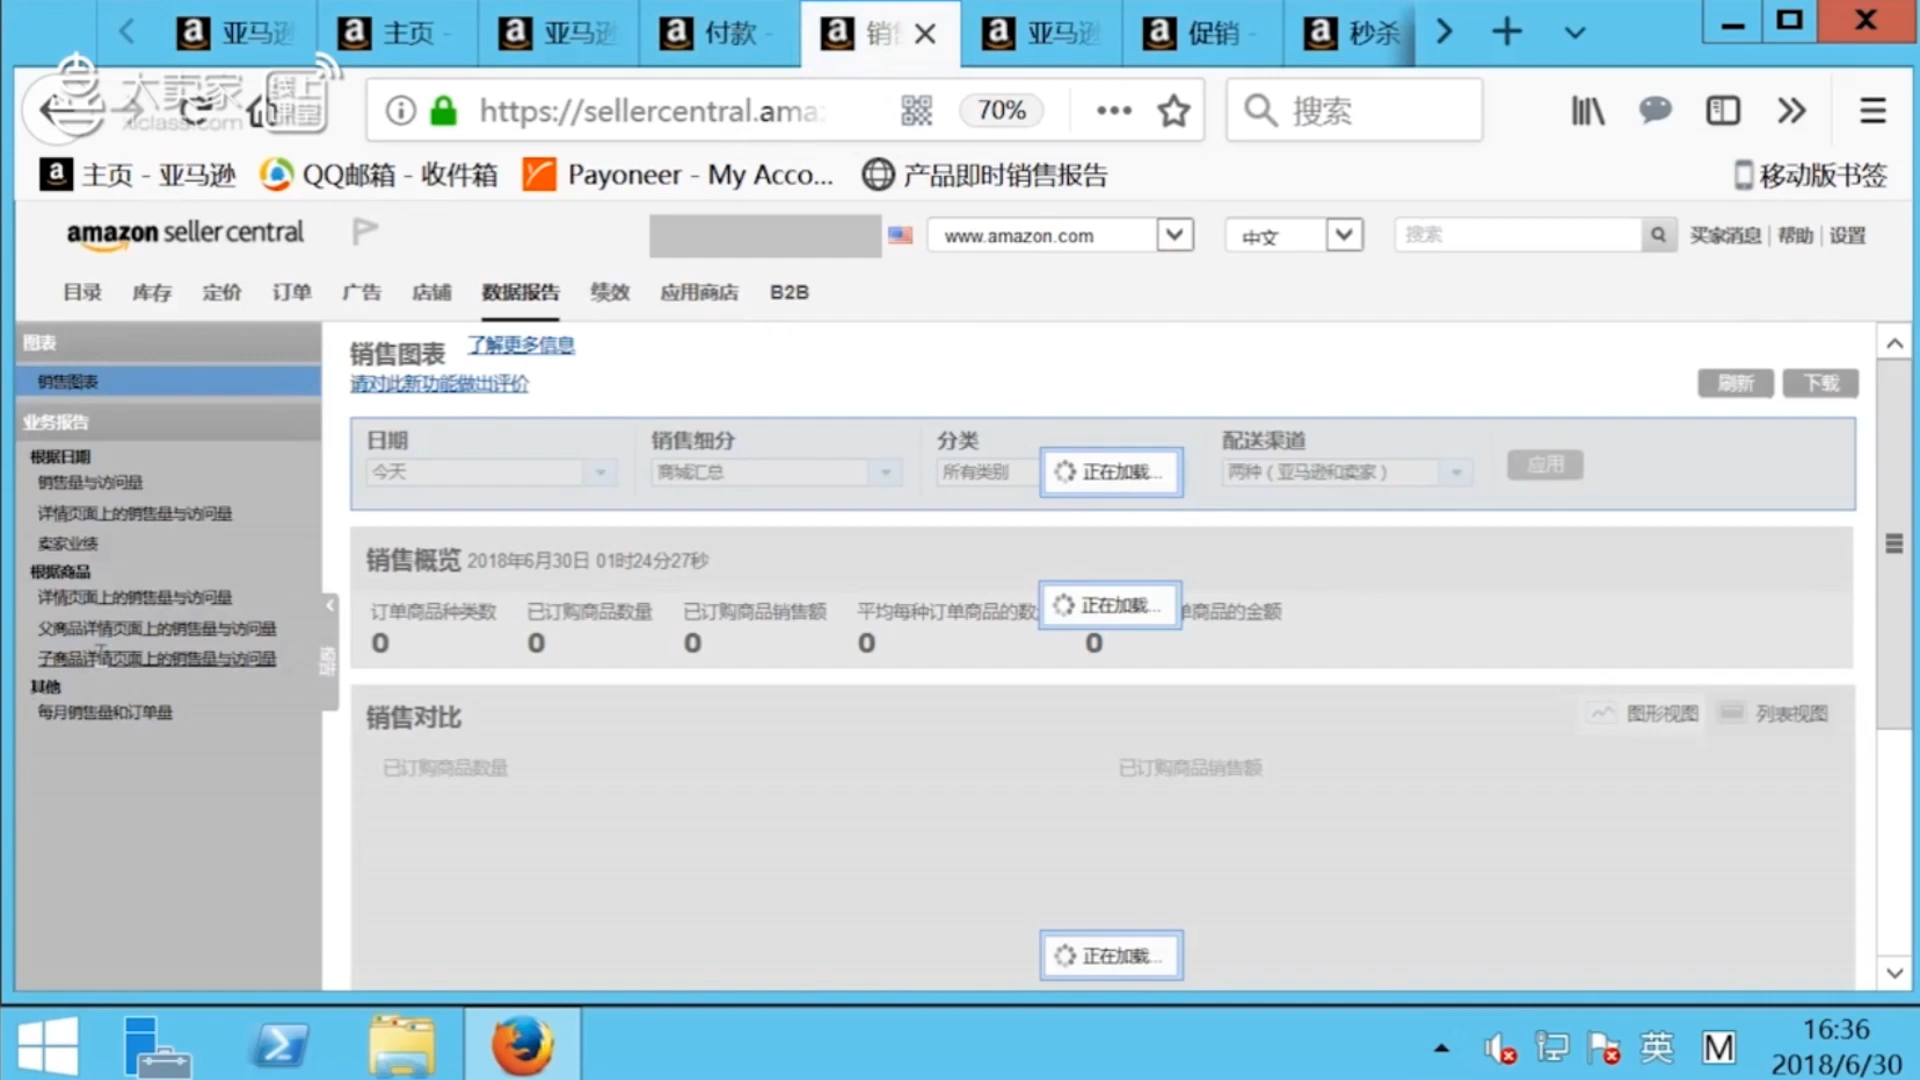 亚马逊
主页 -
亚马逊
付款 -
销售
亚马逊
促销 -
秒杀
大卖家
xlclass.com
线上
课堂
https://sellercentral.ama
70%
搜索
主页 - 亚马逊
QQ邮箱 - 收件箱
Payoneer - My Acco...
产品即时销售报告
移动版书签
amazon seller central
www.amazon.com
中文
搜索
买家消息 | 帮助 | 设置
目录 库存 定价 订单 广告 店铺 数据报告 绩效 应用商店 B2B
图表
销售图表
业务报告
根据日期
销售量与访问量
详情页面上的销售量与访问量
卖家业绩
根据商品
详情页面上的销售量与访问量
父商品详情页面上的销售量与访问量
子商品详情页面上的销售量与访问量
其他
每月销售量和订单量
报告
销售图表 了解更多信息
请对此新功能做出评价
刷新 下载
日期 销售细分 分类 配送渠道
今天 商城汇总 所有类别 正在加载... 两种（亚马逊和卖家） 应用
销售概览 2018年6月30日 01时24分27秒
订单商品种类数 已订购商品数量 已订购商品销售额 平均每种订单商品的数 正在加载... 单商品的金额
0 0 0 0 0
销售对比 图形视图 列表视图
已订购商品数量 已订购商品销售额
正在加载...
英
M
16:36
2018/6/30